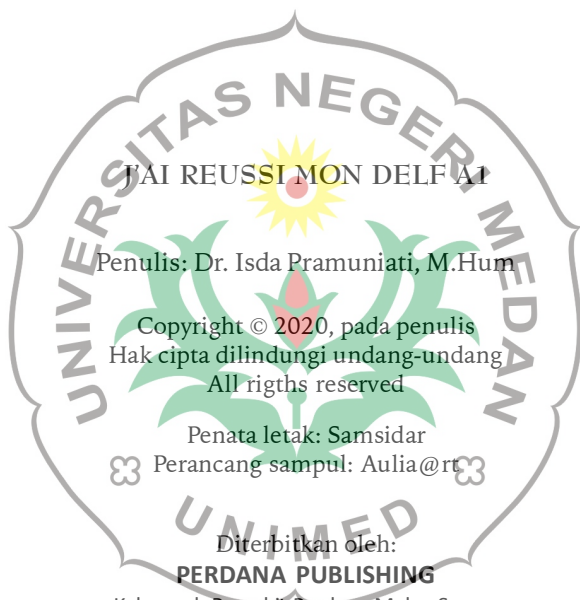 UNIVERSITAS NEGERI MEDAN
J'AI REUSSI MON DELF A1
Penulis: Dr. Isda Pramuniati, M.Hum
Copyright © 2020, pada penulis
Hak cipta dilindungi undang-undang
All rigths reserved
Penata letak: Samsidar
Perancang sampul: Aulia@rt
UNIMED
Diterbitkan oleh:
PERDANA PUBLISHING